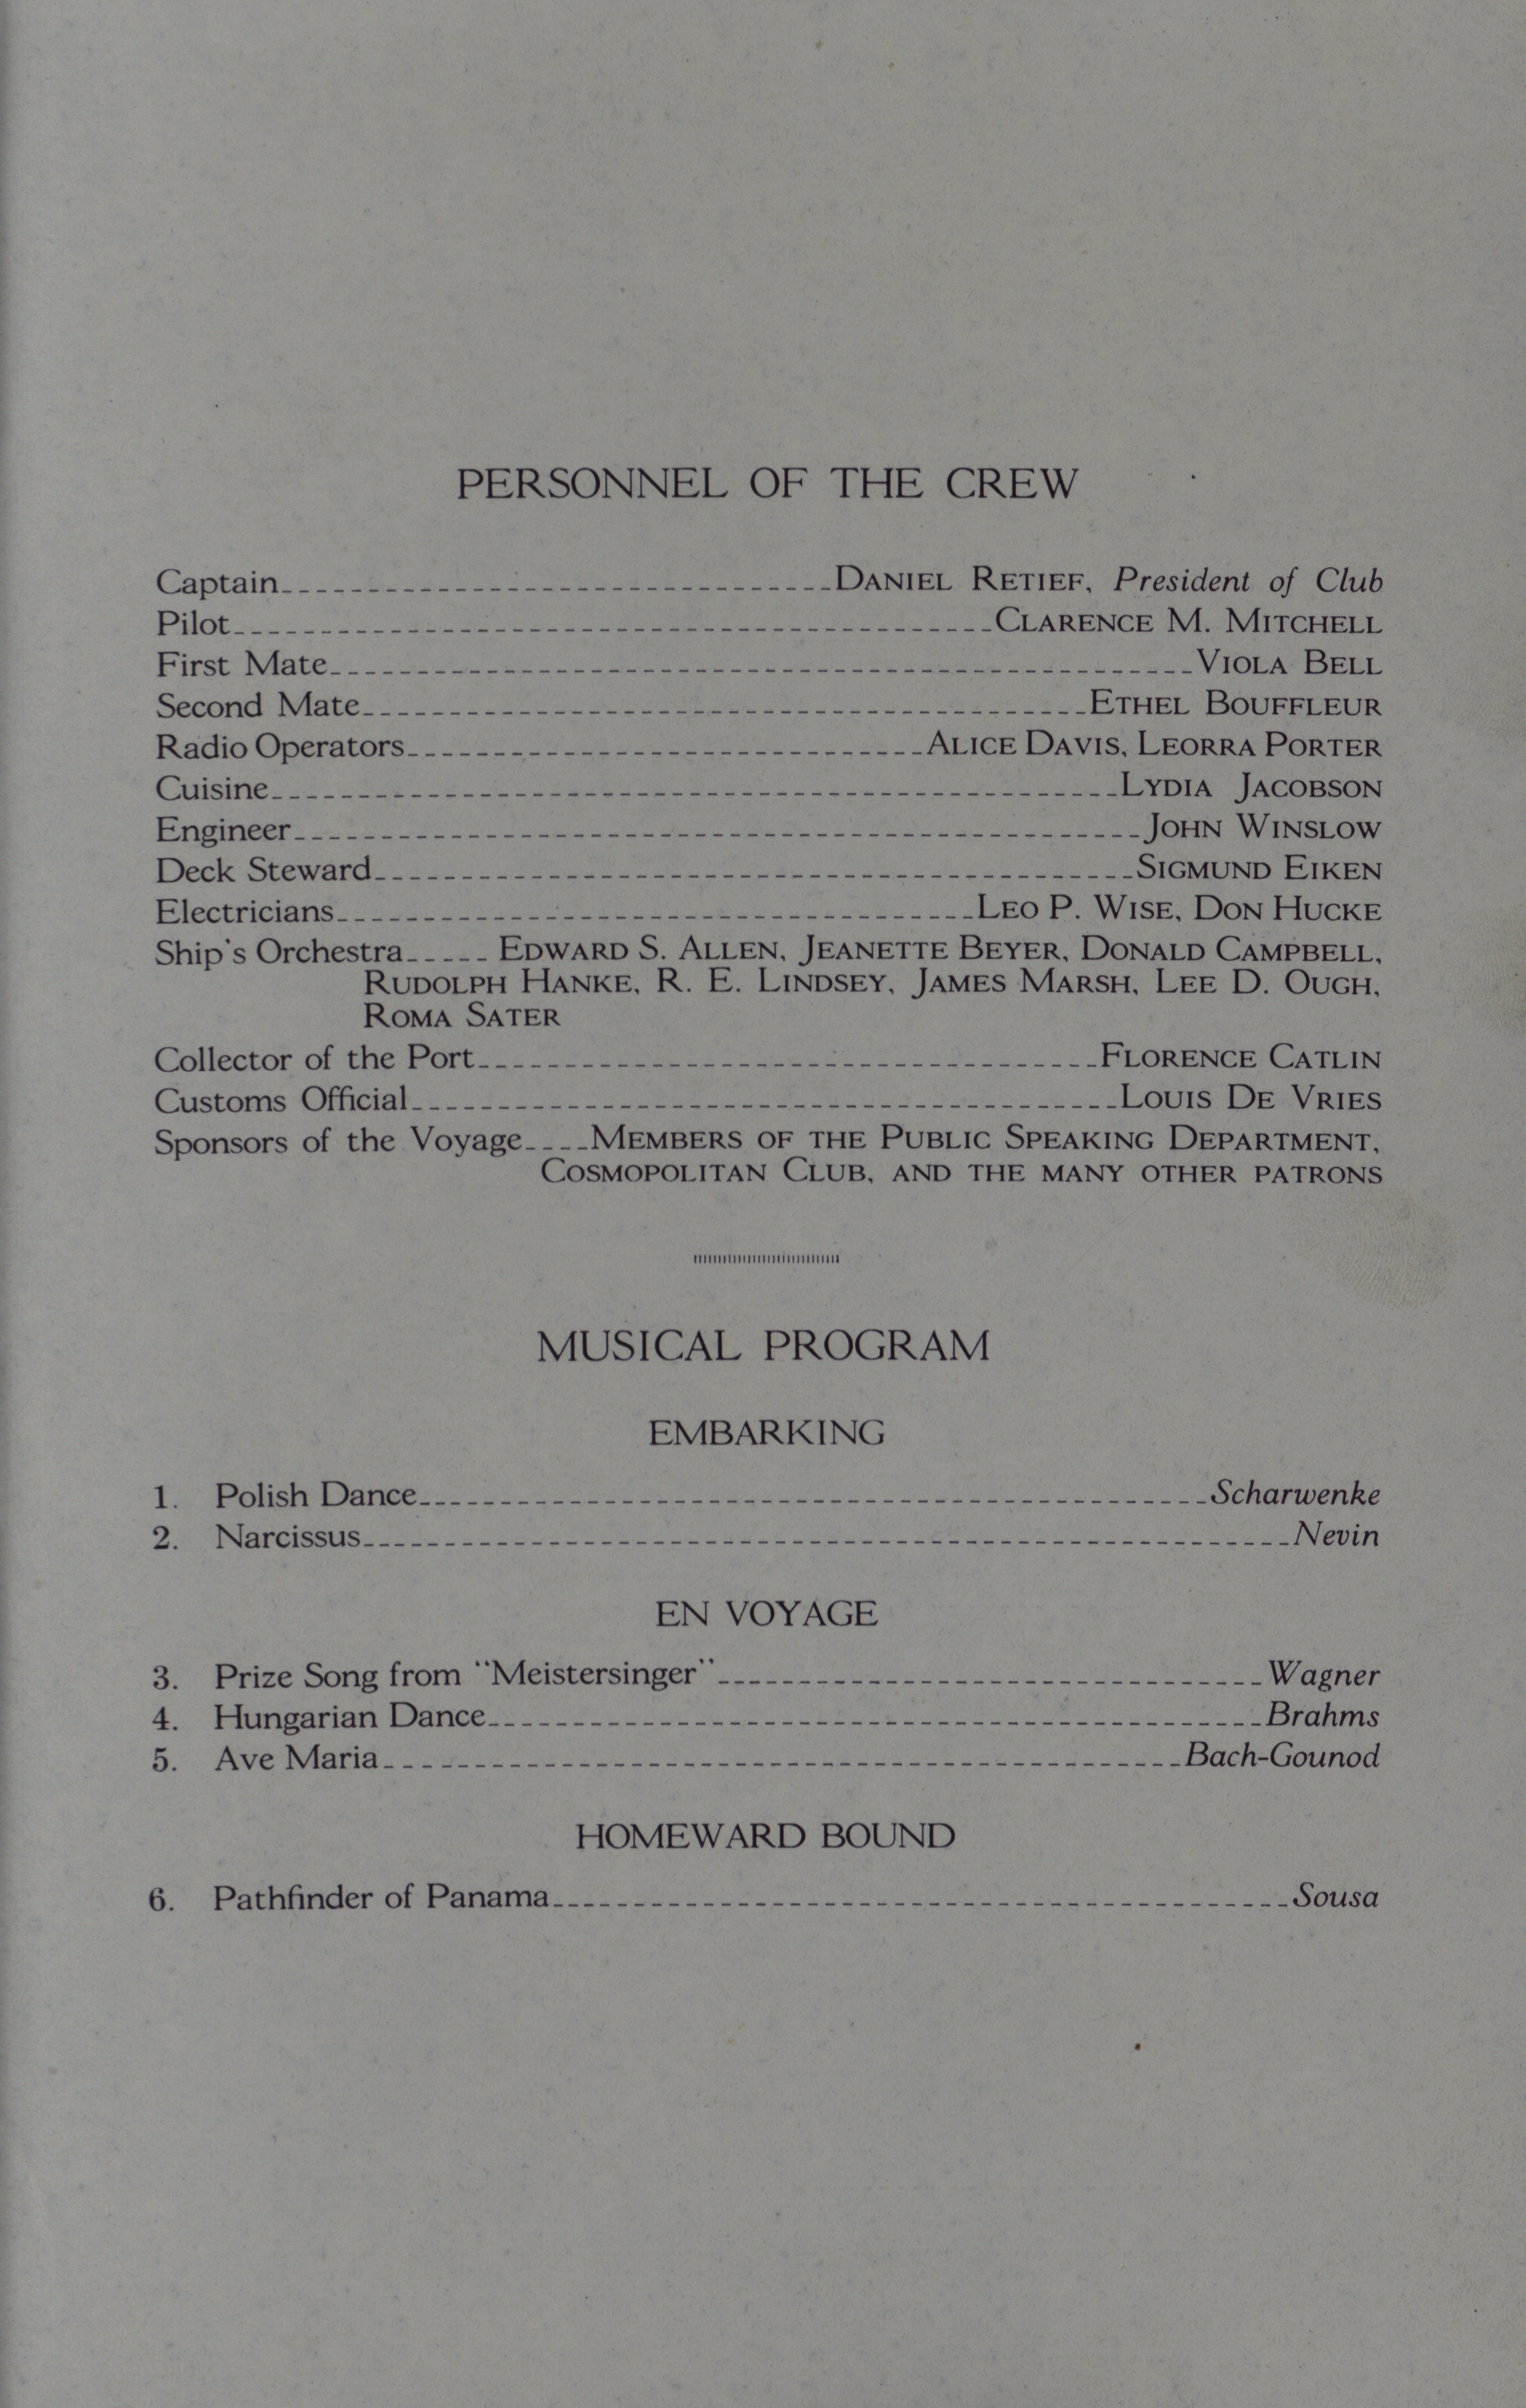 PERSONNEL OF THE CREW
Captain DANIEL RETIEF, President of Club
Pilot CLARENCE M. MITCHELL
First Mate VIOLA BELL
Second Mate ETHEL BOUFFLEUR
Radio Operators ALICE DAVIS, LEORRA PORTER
Cuisine LYDIA JACOBSON
Engineer JOHN WINSLOW
Deck Steward SIGMUND EIKEN
Electricians LEO P. WISE, DON HUCKE
Ship's Orchestra EDWARD S. ALLEN, JEANETTE BEYER, DONALD CAMPBELL,
RUDOLPH HANKE, R. E. LINDSEY, JAMES MARSH, LEE D. OUGH,
ROMA SATER
Collector of the Port FLORENCE CATLIN
Customs Official LOUIS DE VRIES
Sponsors of the Voyage MEMBERS OF THE PUBLIC SPEAKING DEPARTMENT,
COSMOPOLITAN CLUB, AND THE MANY OTHER PATRONS
MUSICAL PROGRAM
EMBARKING
1. Polish Dance Scharwenke
2. Narcissus Nevin
EN VOYAGE
3. Prize Song from "Meistersinger" Wagner
4. Hungarian Dance Brahms
5. Ave Maria Bach-Gounod
HOMEWARD BOUND
6. Pathfinder of Panama Sousa